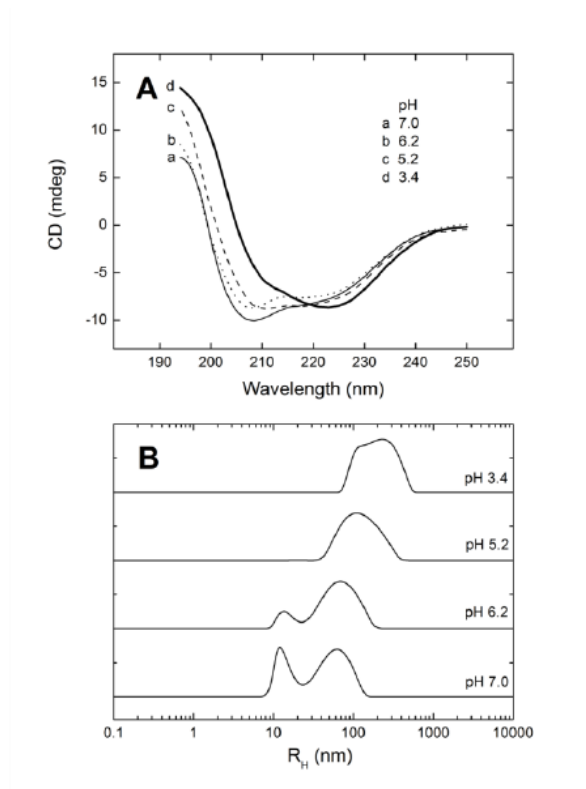 A
15
10
5
0
-5
-10
CD (mdeg)
d
c
b
a
pH
a 7.0
b 6.2
c 5.2
d 3.4
190 200 210 220 230 240 250
Wavelength (nm)
B
pH 3.4
pH 5.2
pH 6.2
pH 7.0
0.1 1 10 100 1000 10000
R_H (nm)